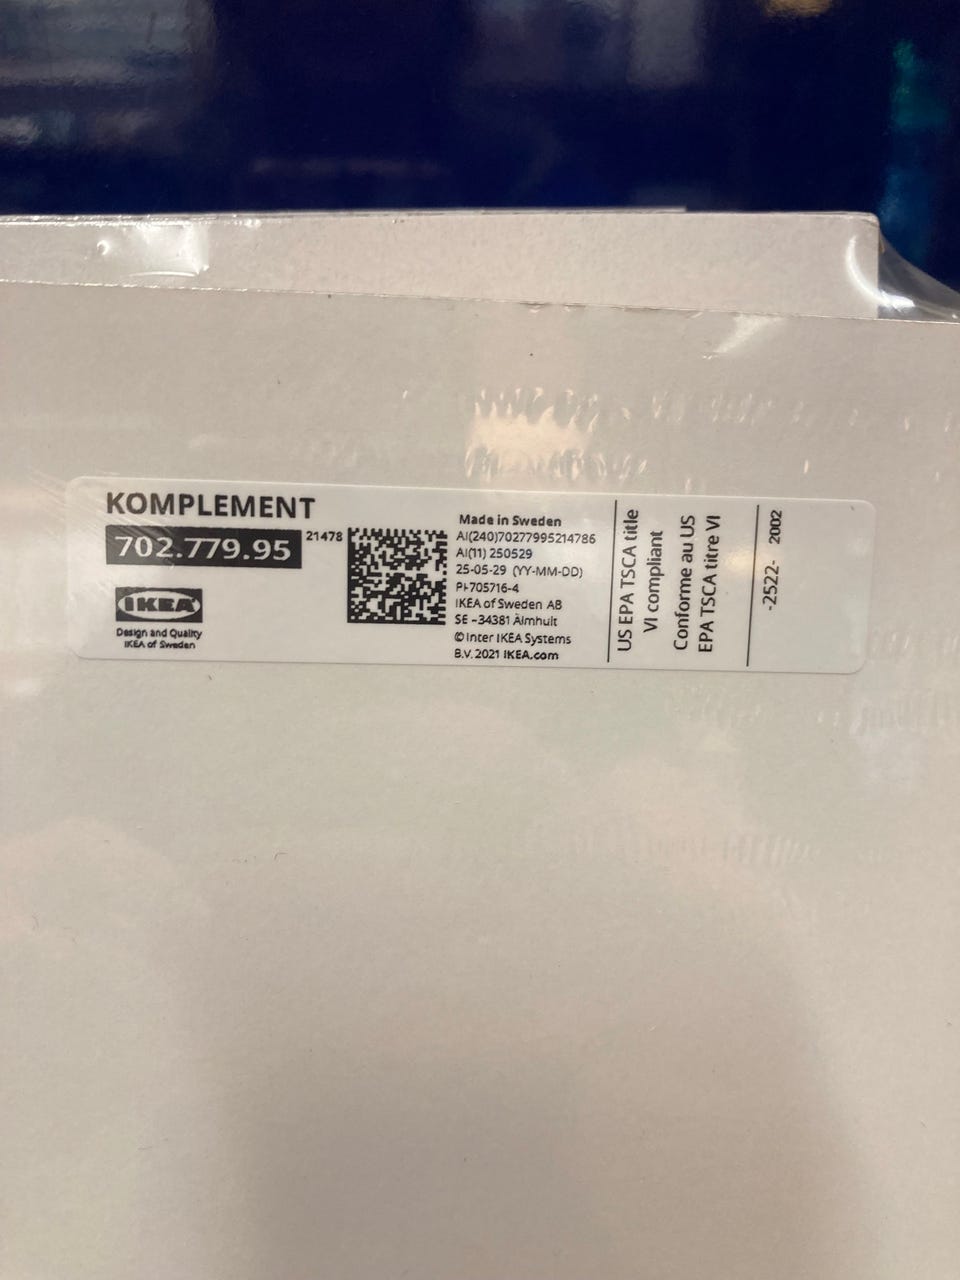 KOMPLEMENT
702.779.95
21478
IKEA
Design and Quality
IKEA of Sweden
Made in Sweden
AI(240)70277995214786
AI(11) 250529
25-05-29 (YY-MM-DD)
PI-705716-4
IKEA of Sweden AB
SE -34381 Älmhult
© Inter IKEA Systems
B.V. 2021 IKEA.com
US EPA TSCA title
VI compliant
Conforme au US
EPA TSCA titre VI
-2522- 2002